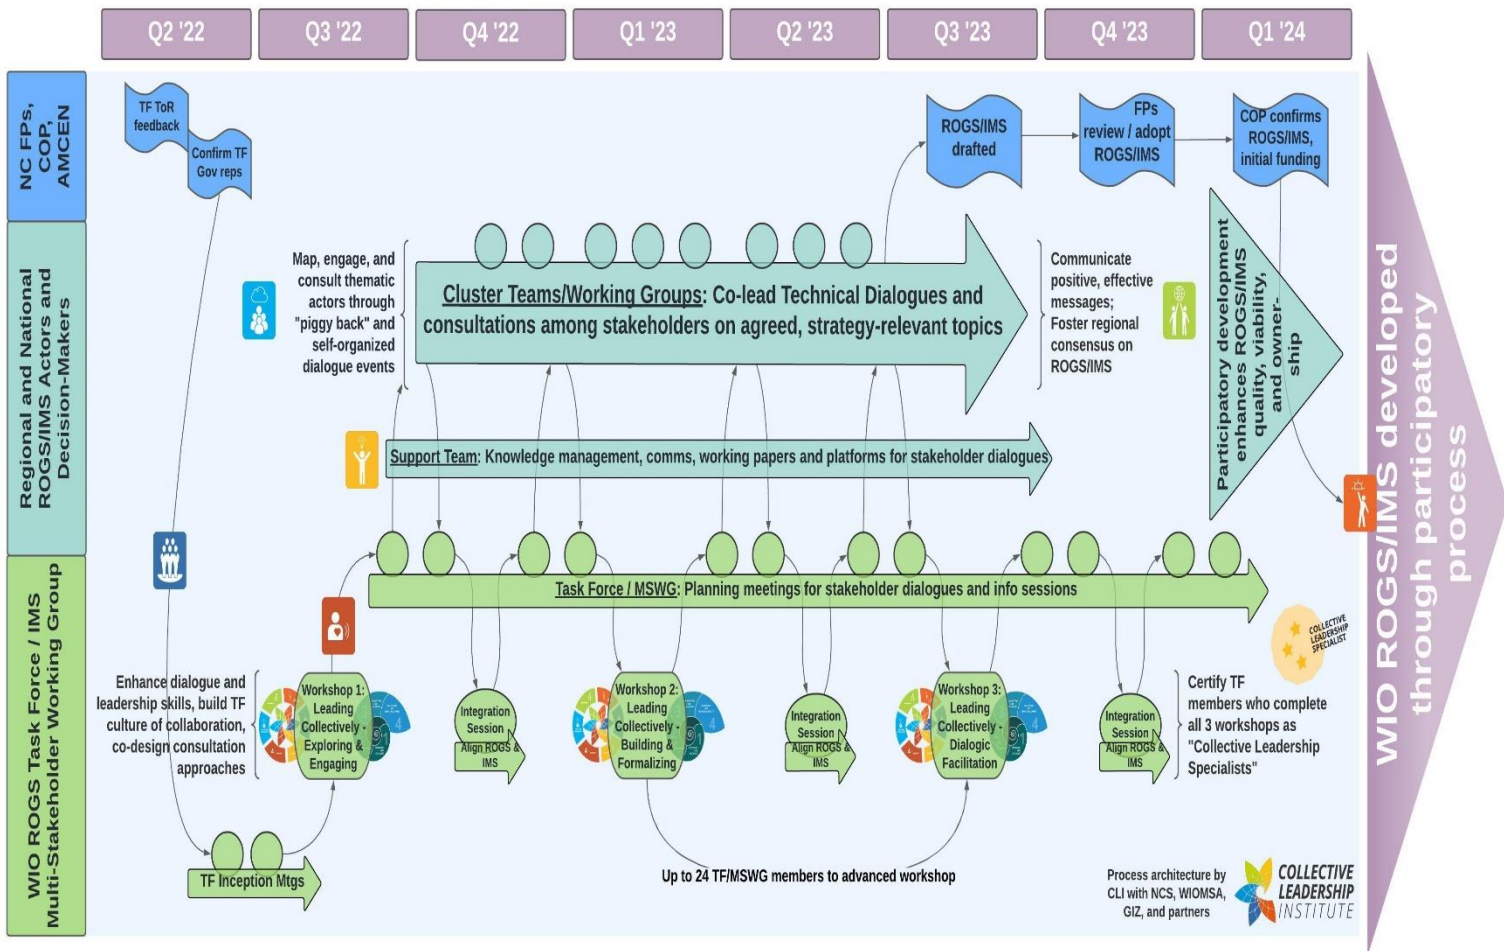 Q2 '22
Q3 '22
Q4 '22
Q1 '23
Q2 '23
Q3 '23
Q4 '23
Q1 '24
NC FPs,
COP,
AMCEN
TF ToR
feedback
Confirm TF
Gov reps
ROGS/IMS
drafted
FPs
review / adopt
ROGS/IMS
COP confirms
ROGS/IMS,
initial funding
Regional and National
ROGS/IMS Actors and
Decision-Makers
Map, engage, and
consult thematic
actors through
"piggy back" and
self-organized
dialogue events
Cluster Teams/Working Groups: Co-lead Technical Dialogues and
consultations among stakeholders on agreed, strategy-relevant topics
Communicate
positive, effective
messages;
Foster regional
consensus on
ROGS/IMS
Participatory development
enhances ROGS/IMS
quality, viability,
and owner-
ship
Support Team: Knowledge management, comms, working papers and platforms for stakeholder dialogues
WIO ROGS Task Force / IMS
Multi-Stakeholder Working Group
Task Force / MSWG: Planning meetings for stakeholder dialogues and info sessions
Enhance dialogue and
leadership skills, build TF
culture of collaboration,
co-design consultation
approaches
Workshop 1:
Leading
Collectively -
Exploring &
Engaging
Integration
Session
Align ROGS &
IMS
Workshop 2:
Leading
Collectively -
Building &
Formalizing
4
Integration
Session
Align ROGS &
IMS
Workshop 3:
Leading
Collectively -
Dialogic
Facilitation
4
Integration
Session
Align ROGS &
IMS
COLLECTIVE
LEADERSHIP
SPECIALIST
Certify TF
members who complete
all 3 workshops as
"Collective Leadership
Specialists"
TF Inception Mtgs
Up to 24 TF/MSWG members to advanced workshop
Process architecture by
CLI with NCS, WIOMSA,
GIZ, and partners
COLLECTIVE
LEADERSHIP
INSTITUTE
WIO ROGS/IMS developed
through participatory
process